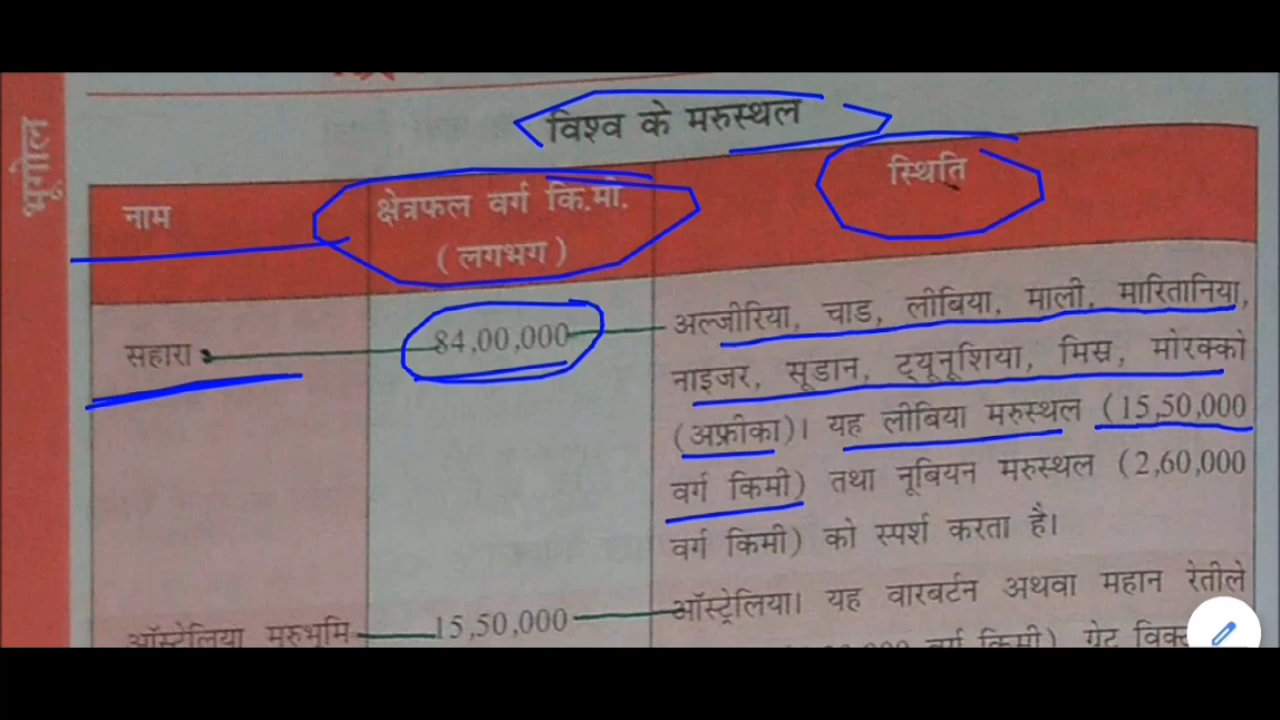 भूगोल
विश्व के मरुस्थल
नाम
क्षेत्रफल वर्ग कि.मी.
(लगभग)
स्थिति
सहारा
84,00,000
अल्जीरिया, चाड, लीबिया, माली, मारितानिया,
नाइजर, सूडान, ट्यूनूशिया, मिस्र, मोरक्को
(अफ्रीका)। यह लीबिया मरुस्थल (15,50,000
वर्ग किमी) तथा नूबियन मरुस्थल (2,60,000
वर्ग किमी) को स्पर्श करता है।
ऑस्ट्रेलिया मरुभूमि
15,50,000
ऑस्ट्रेलिया। यह वारबर्टन अथवा महान रेतीले
वर्ग किमी) ग्रेट